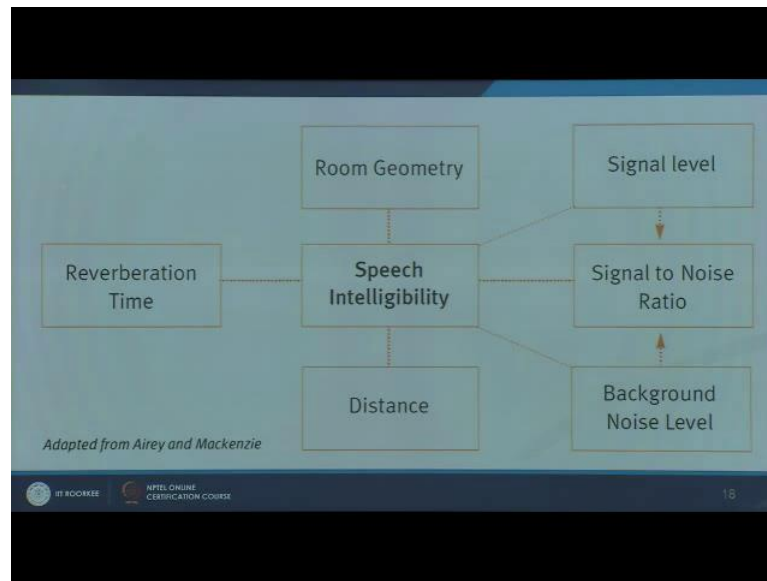 Room Geometry
Signal level
Reverberation
Time
Speech
Intelligibility
Signal to Noise
Ratio
Distance
Background
Noise Level
Adapted from Airey and Mackenzie
IIT ROORKEE
NPTEL ONLINE
CERTIFICATION COURSE
18